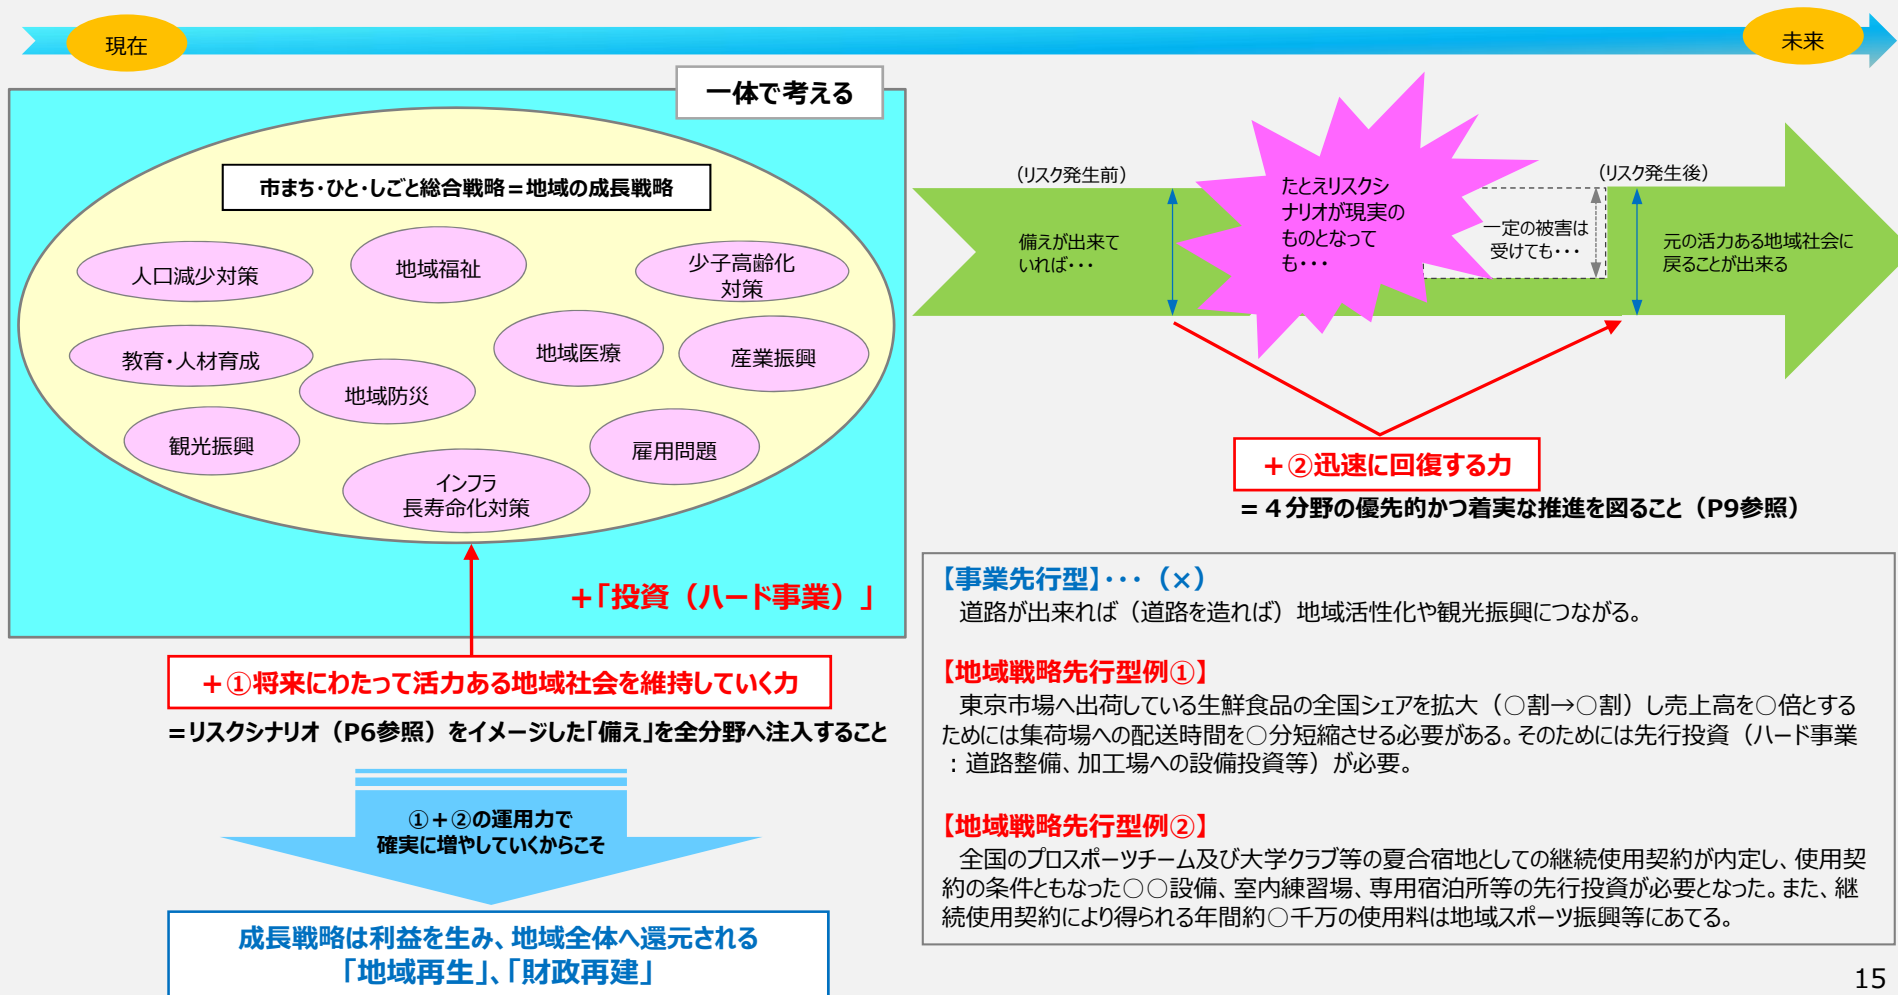 現在
未来
一体で考える
市まち・ひと・しごと総合戦略＝地域の成長戦略
人口減少対策
地域福祉
少子高齢化
対策
教育・人材育成
地域防災
地域医療
産業振興
観光振興
インフラ
長寿命化対策
雇用問題
＋「投資（ハード事業）」
＋①将来にわたって活力ある地域社会を維持していく力
＝リスクシナリオ（P6参照）をイメージした「備え」を全分野へ注入すること
①＋②の運用力で
確実に増やしていくからこそ
成長戦略は利益を生み、地域全体へ還元される
「地域再生」、「財政再建」
（リスク発生前）
備えが出来て
いれば・・・
たとえリスクシ
ナリオが現実の
ものとなって
も・・・
一定の被害は
受けても・・・
（リスク発生後）
元の活力ある地域社会に
戻ることが出来る
＋②迅速に回復する力
＝４分野の優先的かつ着実な推進を図ること（P9参照）
【事業先行型】・・・（×）
道路が出来れば（道路を造れば）地域活性化や観光振興につながる。
【地域戦略先行型例①】
東京市場へ出荷している生鮮食品の全国シェアを拡大（○割→○割）し売上高を○倍とする
ためには集荷場への配送時間を○分短縮させる必要がある。そのためには先行投資（ハード事業
：道路整備、加工場への設備投資等）が必要。
【地域戦略先行型例②】
全国のプロスポーツチーム及び大学クラブ等の夏合宿地としての継続使用契約が内定し、使用契
約の条件ともなった○○設備、室内練習場、専用宿泊所等の先行投資が必要となった。また、継
続使用契約により得られる年間約○千万の使用料は地域スポーツ振興等にあてる。
15